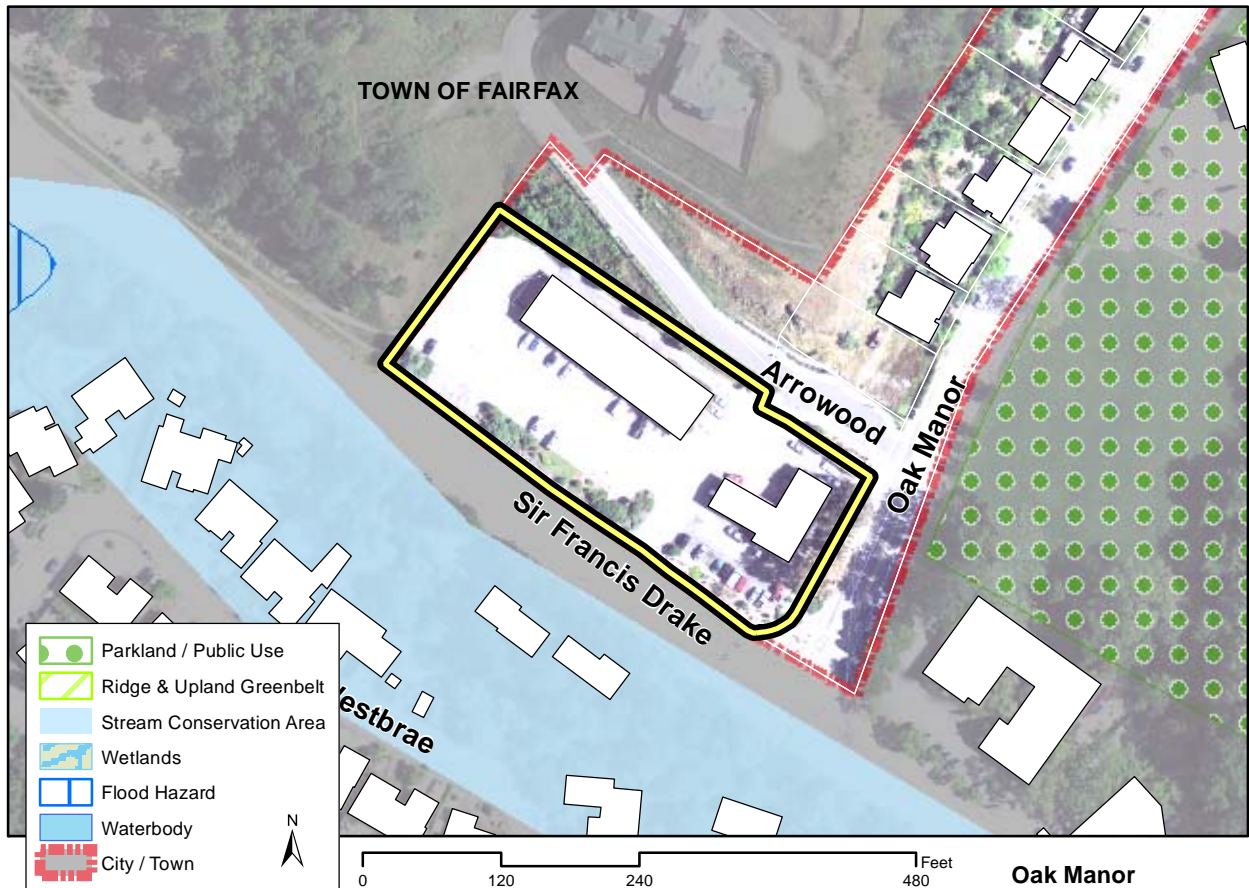 TOWN OF FAIRFAX
Arrowood
Oak Manor
Sir Francis Drake
Parkland / Public Use
Ridge & Upland Greenbelt
Stream Conservation Area
Wetlands
Flood Hazard
Waterbody
City / Town
N
estbrae
Feet
0 120 240 480
Oak Manor